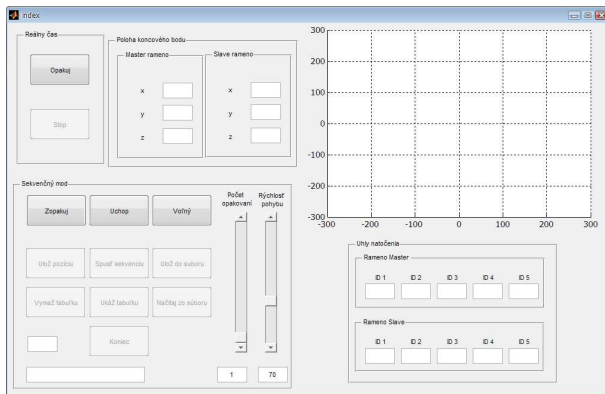 index
Reálny čas
Opakuj
Stop
Poloha koncového bodu
Master rameno
x
y
z
Slave rameno
x
y
z
300
200
100
0
-100
-200
-300
-300
-200
-100
0
100
200
300
Sekvenčný mod
Zopakuj
Uchop
Voľný
Ulož pozíciu
Spusť sekvenciu
Ulož do suboru
Vymaž tabuľku
Ukáž tabuľku
Načítaj zo súboru
Koniec
Počet
opakovaní
Rýchlosť
pohybu
1
70
Uhly natočenia
Rameno Master
ID 1
ID 2
ID 3
ID 4
ID 5
Rameno Slave
ID 1
ID 2
ID 3
ID 4
ID 5